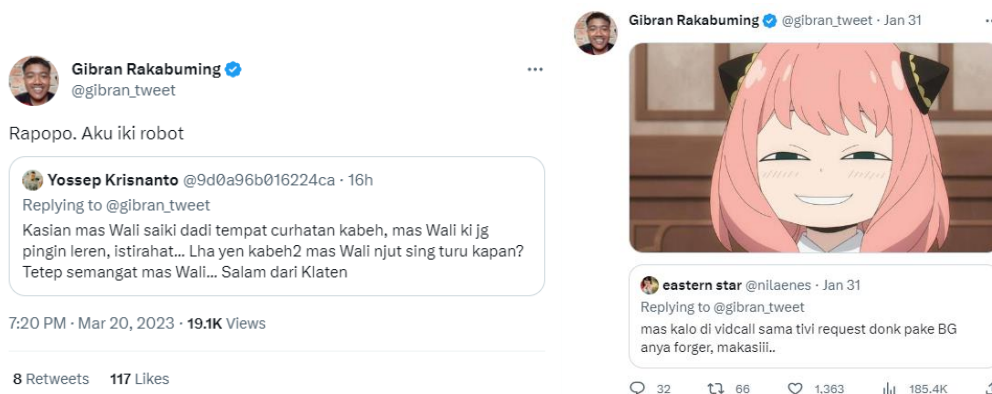 Gibran Rakabuming
@gibran_tweet
Rapopo. Aku iki robot
Yossep Krisnanto @9d0a96b016224ca · 16h
Replying to @gibran_tweet
Kasian mas Wali saiki dadi tempat curhatan kabeh, mas Wali ki jg
pingin leren, istirahat... Lha yen kabeh2 mas Wali njut sing turu kapan?
Tetep semangat mas Wali... Salam dari Klaten
7:20 PM · Mar 20, 2023 · 19.1K Views
8 Retweets 117 Likes
Gibran Rakabuming @gibran_tweet · Jan 31
eastern star @nilaenes · Jan 31
Replying to @gibran_tweet
mas kalo di vidcall sama tivi request donk pake BG
anya forger, makasiii..
32 66 1,363 185.4K